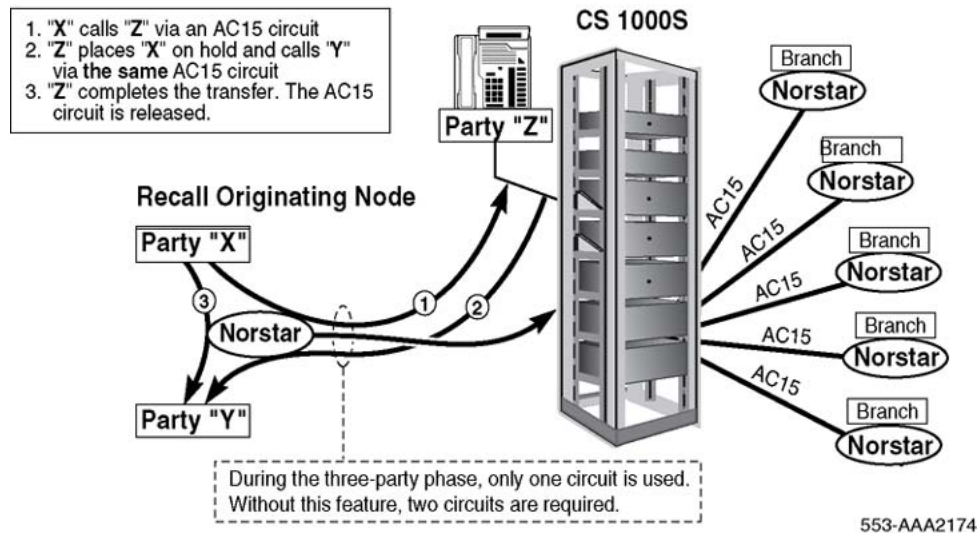 1. "X" calls "Z" via an AC15 circuit
2. "Z" places "X" on hold and calls "Y"
via the same AC15 circuit
3. "Z" completes the transfer. The AC15
circuit is released.
CS 1000S
Party "Z"
Recall Originating Node
Party "X"
1
2
3
Norstar
Party "Y"
Branch
Norstar
AC15
Branch
Norstar
AC15
Branch
Norstar
AC15
Branch
Norstar
AC15
Branch
Norstar
AC15
During the three-party phase, only one circuit is used.
Without this feature, two circuits are required.
553-AAA2174